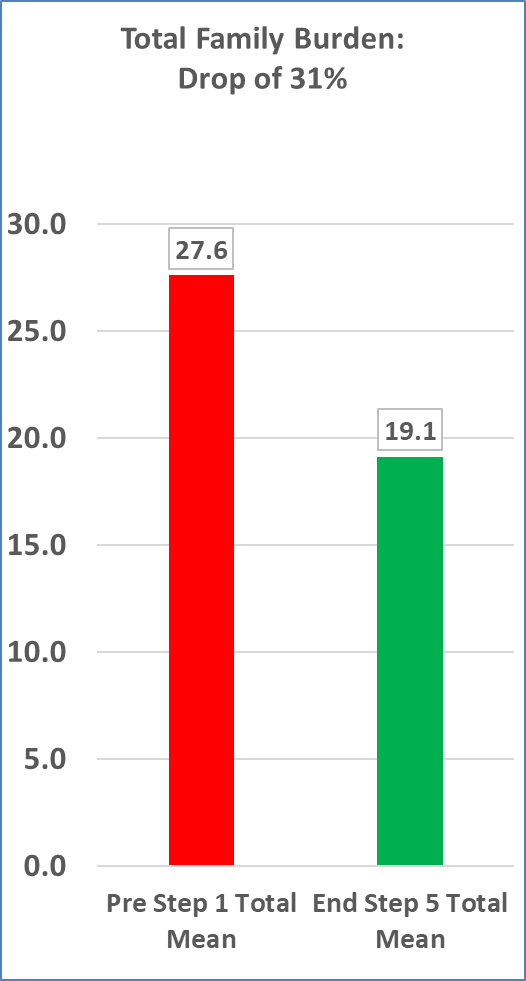 Total Family Burden:
Drop of 31%
30.0
27.6
25.0
20.0
19.1
15.0
10.0
5.0
0.0
Pre Step 1 Total
Mean
End Step 5 Total
Mean